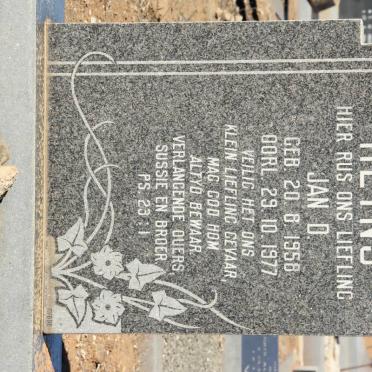 HIER RUS ONS LIEFLING
JAN D.
GEB. 20.8.1958
OORL. 29.10.1977
VEILIG HET ONS
KLEIN LIEFLING GEVAAR,
MAG GOD HOM
ALTYD BEWAAR
VERLANGENDE OUERS,
SUSSIE EN BROER
PS. 23:1